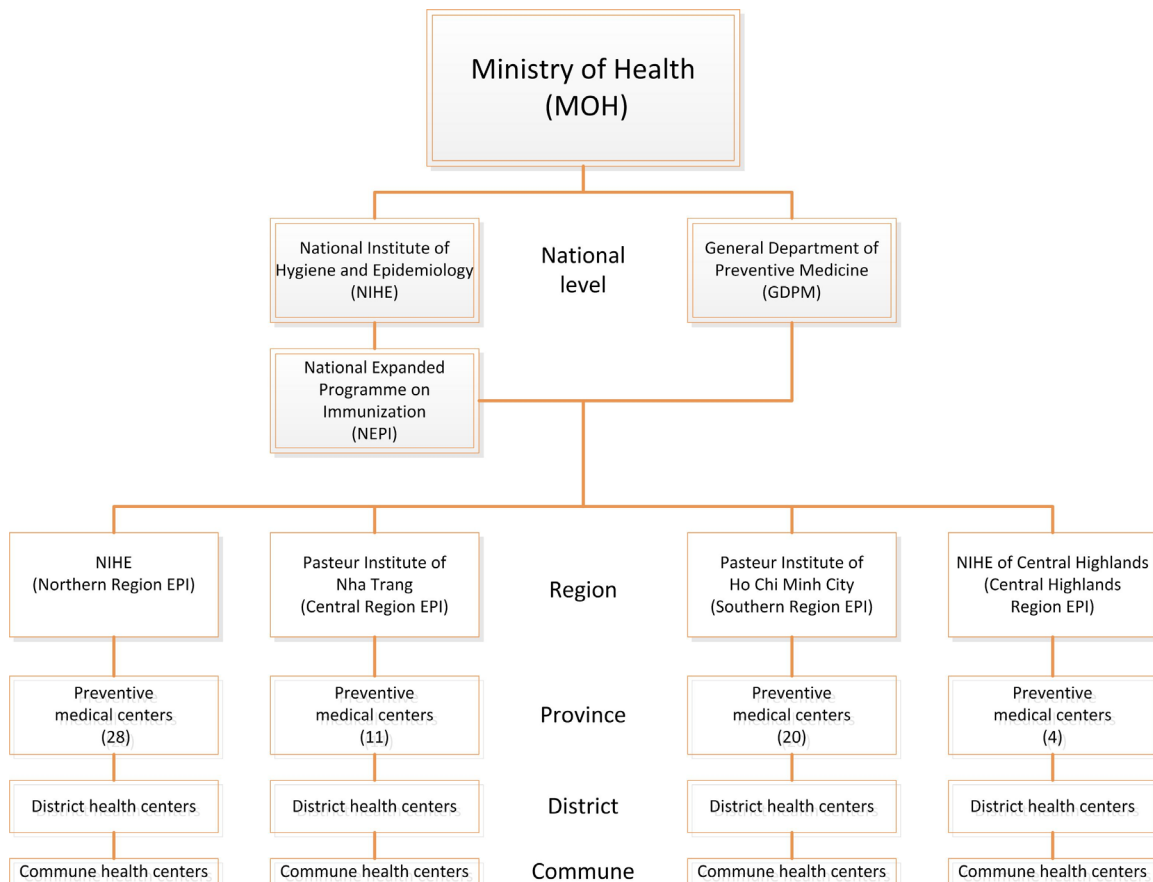 Ministry of Health
(MOH)
National Institute of
Hygiene and Epidemiology
(NIHE)
National
level
General Department of
Preventive Medicine
(GDPM)
National Expanded
Programme on
Immunization
(NEPI)
NIHE
(Northern Region EPI)
Pasteur Institute of
Nha Trang
(Central Region EPI)
Region
Pasteur Institute of
Ho Chi Minh City
(Southern Region EPI)
NIHE of Central Highlands
(Central Highlands
Region EPI)
Preventive
medical centers
(28)
Preventive
medical centers
(11)
Province
Preventive
medical centers
(20)
Preventive
medical centers
(4)
District health centers
District health centers
District
District health centers
District health centers
Commune health centers
Commune health centers
Commune
Commune health centers
Commune health centers